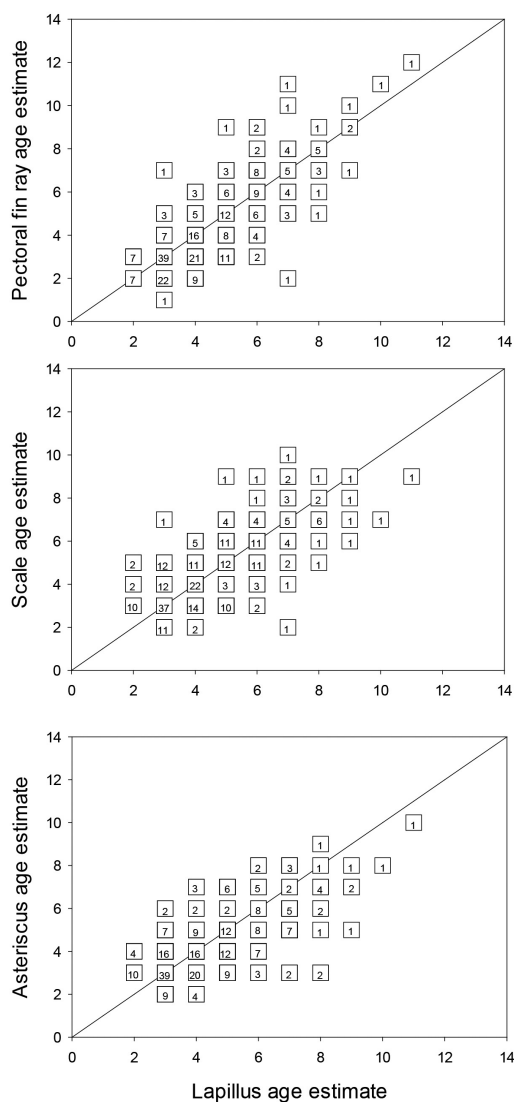 Pectoral fin ray age estimate
14
12 1
1 1
10 1 1
1 2 1 2
8 2 4 5
1 3 8 5 3 1
6 3 6 9 4 1
3 5 12 6 3 1
4 7 16 8 4
7 39 21 11 2
2 7 22 9 1
1
0
0 2 4 6 8 10 12 14
Scale age estimate
14
12
10 1
1 1 2 1 1 1
8 1 3 2 1
1 4 4 5 6 1 1
6 5 11 11 4 1 1
2 12 11 12 11 2 1
4 2 12 22 3 3 1
10 37 14 10 2
2 11 2 1
0
0 2 4 6 8 10 12 14
Asteriscus age estimate
14
12
10 1
1
8 2 3 1 1 1
3 6 5 2 4 2
6 2 2 2 8 5 2
7 9 12 8 7 1 1
4 4 16 16 12 7
10 39 20 9 3 2 2
2 9 4
0
0 2 4 6 8 10 12 14
Lapillus age estimate